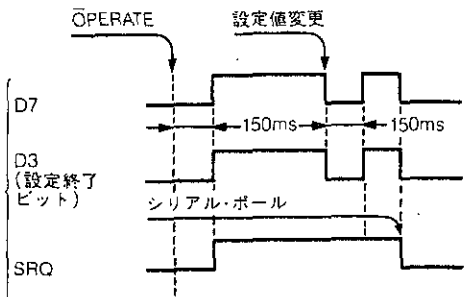 O̅PERATE 設定値変更
D7
150ms 150ms
D3
(設定終了
ビット)
シリアル・ポール
SRQ